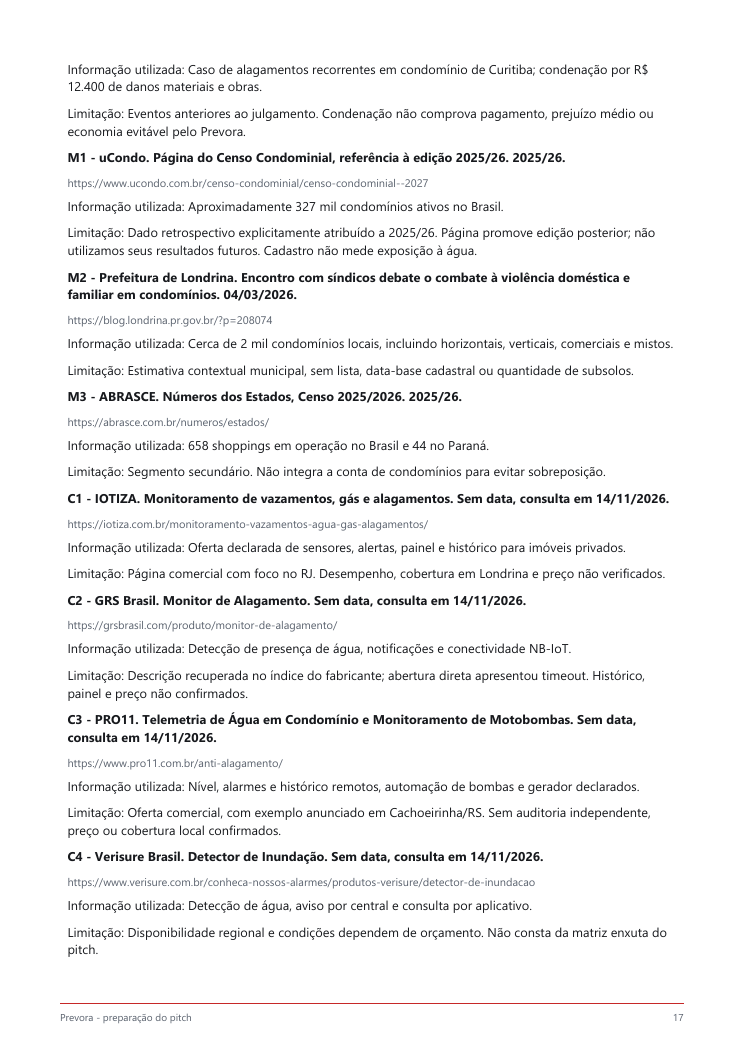 Informação utilizada: Caso de alagamentos recorrentes em condomínio de Curitiba; condenação por R$
12.400 de danos materiais e obras.
Limitação: Eventos anteriores ao julgamento. Condenação não comprova pagamento, prejuízo médio ou
economia evitável pelo Prevora.
M1 - uCondo. Página do Censo Condominial, referência à edição 2025/26. 2025/26.
https://www.ucondo.com.br/censo-condominial/censo-condominial--2027
Informação utilizada: Aproximadamente 327 mil condomínios ativos no Brasil.
Limitação: Dado retrospectivo explicitamente atribuído a 2025/26. Página promove edição posterior; não
utilizamos seus resultados futuros. Cadastro não mede exposição à água.
M2 - Prefeitura de Londrina. Encontro com síndicos debate o combate à violência doméstica e
familiar em condomínios. 04/03/2026.
https://blog.londrina.pr.gov.br/?p=208074
Informação utilizada: Cerca de 2 mil condomínios locais, incluindo horizontais, verticais, comerciais e mistos.
Limitação: Estimativa contextual municipal, sem lista, data-base cadastral ou quantidade de subsolos.
M3 - ABRASCE. Números dos Estados, Censo 2025/2026. 2025/26.
https://abrasce.com.br/numeros/estados/
Informação utilizada: 658 shoppings em operação no Brasil e 44 no Paraná.
Limitação: Segmento secundário. Não integra a conta de condomínios para evitar sobreposição.
C1 - IOTIZA. Monitoramento de vazamentos, gás e alagamentos. Sem data, consulta em 14/11/2026.
https://iotiza.com.br/monitoramento-vazamentos-agua-gas-alagamentos/
Informação utilizada: Oferta declarada de sensores, alertas, painel e histórico para imóveis privados.
Limitação: Página comercial com foco no RJ. Desempenho, cobertura em Londrina e preço não verificados.
C2 - GRS Brasil. Monitor de Alagamento. Sem data, consulta em 14/11/2026.
https://grsbrasil.com/produto/monitor-de-alagamento/
Informação utilizada: Detecção de presença de água, notificações e conectividade NB-IoT.
Limitação: Descrição recuperada no índice do fabricante; abertura direta apresentou timeout. Histórico,
painel e preço não confirmados.
C3 - PRO11. Telemetria de Água em Condomínio e Monitoramento de Motobombas. Sem data,
consulta em 14/11/2026.
https://www.pro11.com.br/anti-alagamento/
Informação utilizada: Nível, alarmes e histórico remotos, automação de bombas e gerador declarados.
Limitação: Oferta comercial, com exemplo anunciado em Cachoeirinha/RS. Sem auditoria independente,
preço ou cobertura local confirmados.
C4 - Verisure Brasil. Detector de Inundação. Sem data, consulta em 14/11/2026.
https://www.verisure.com.br/conheca-nossos-alarmes/produtos-verisure/detector-de-inundacao
Informação utilizada: Detecção de água, aviso por central e consulta por aplicativo.
Limitação: Disponibilidade regional e condições dependem de orçamento. Não consta da matriz enxuta do
pitch.
Prevora - preparação do pitch
17